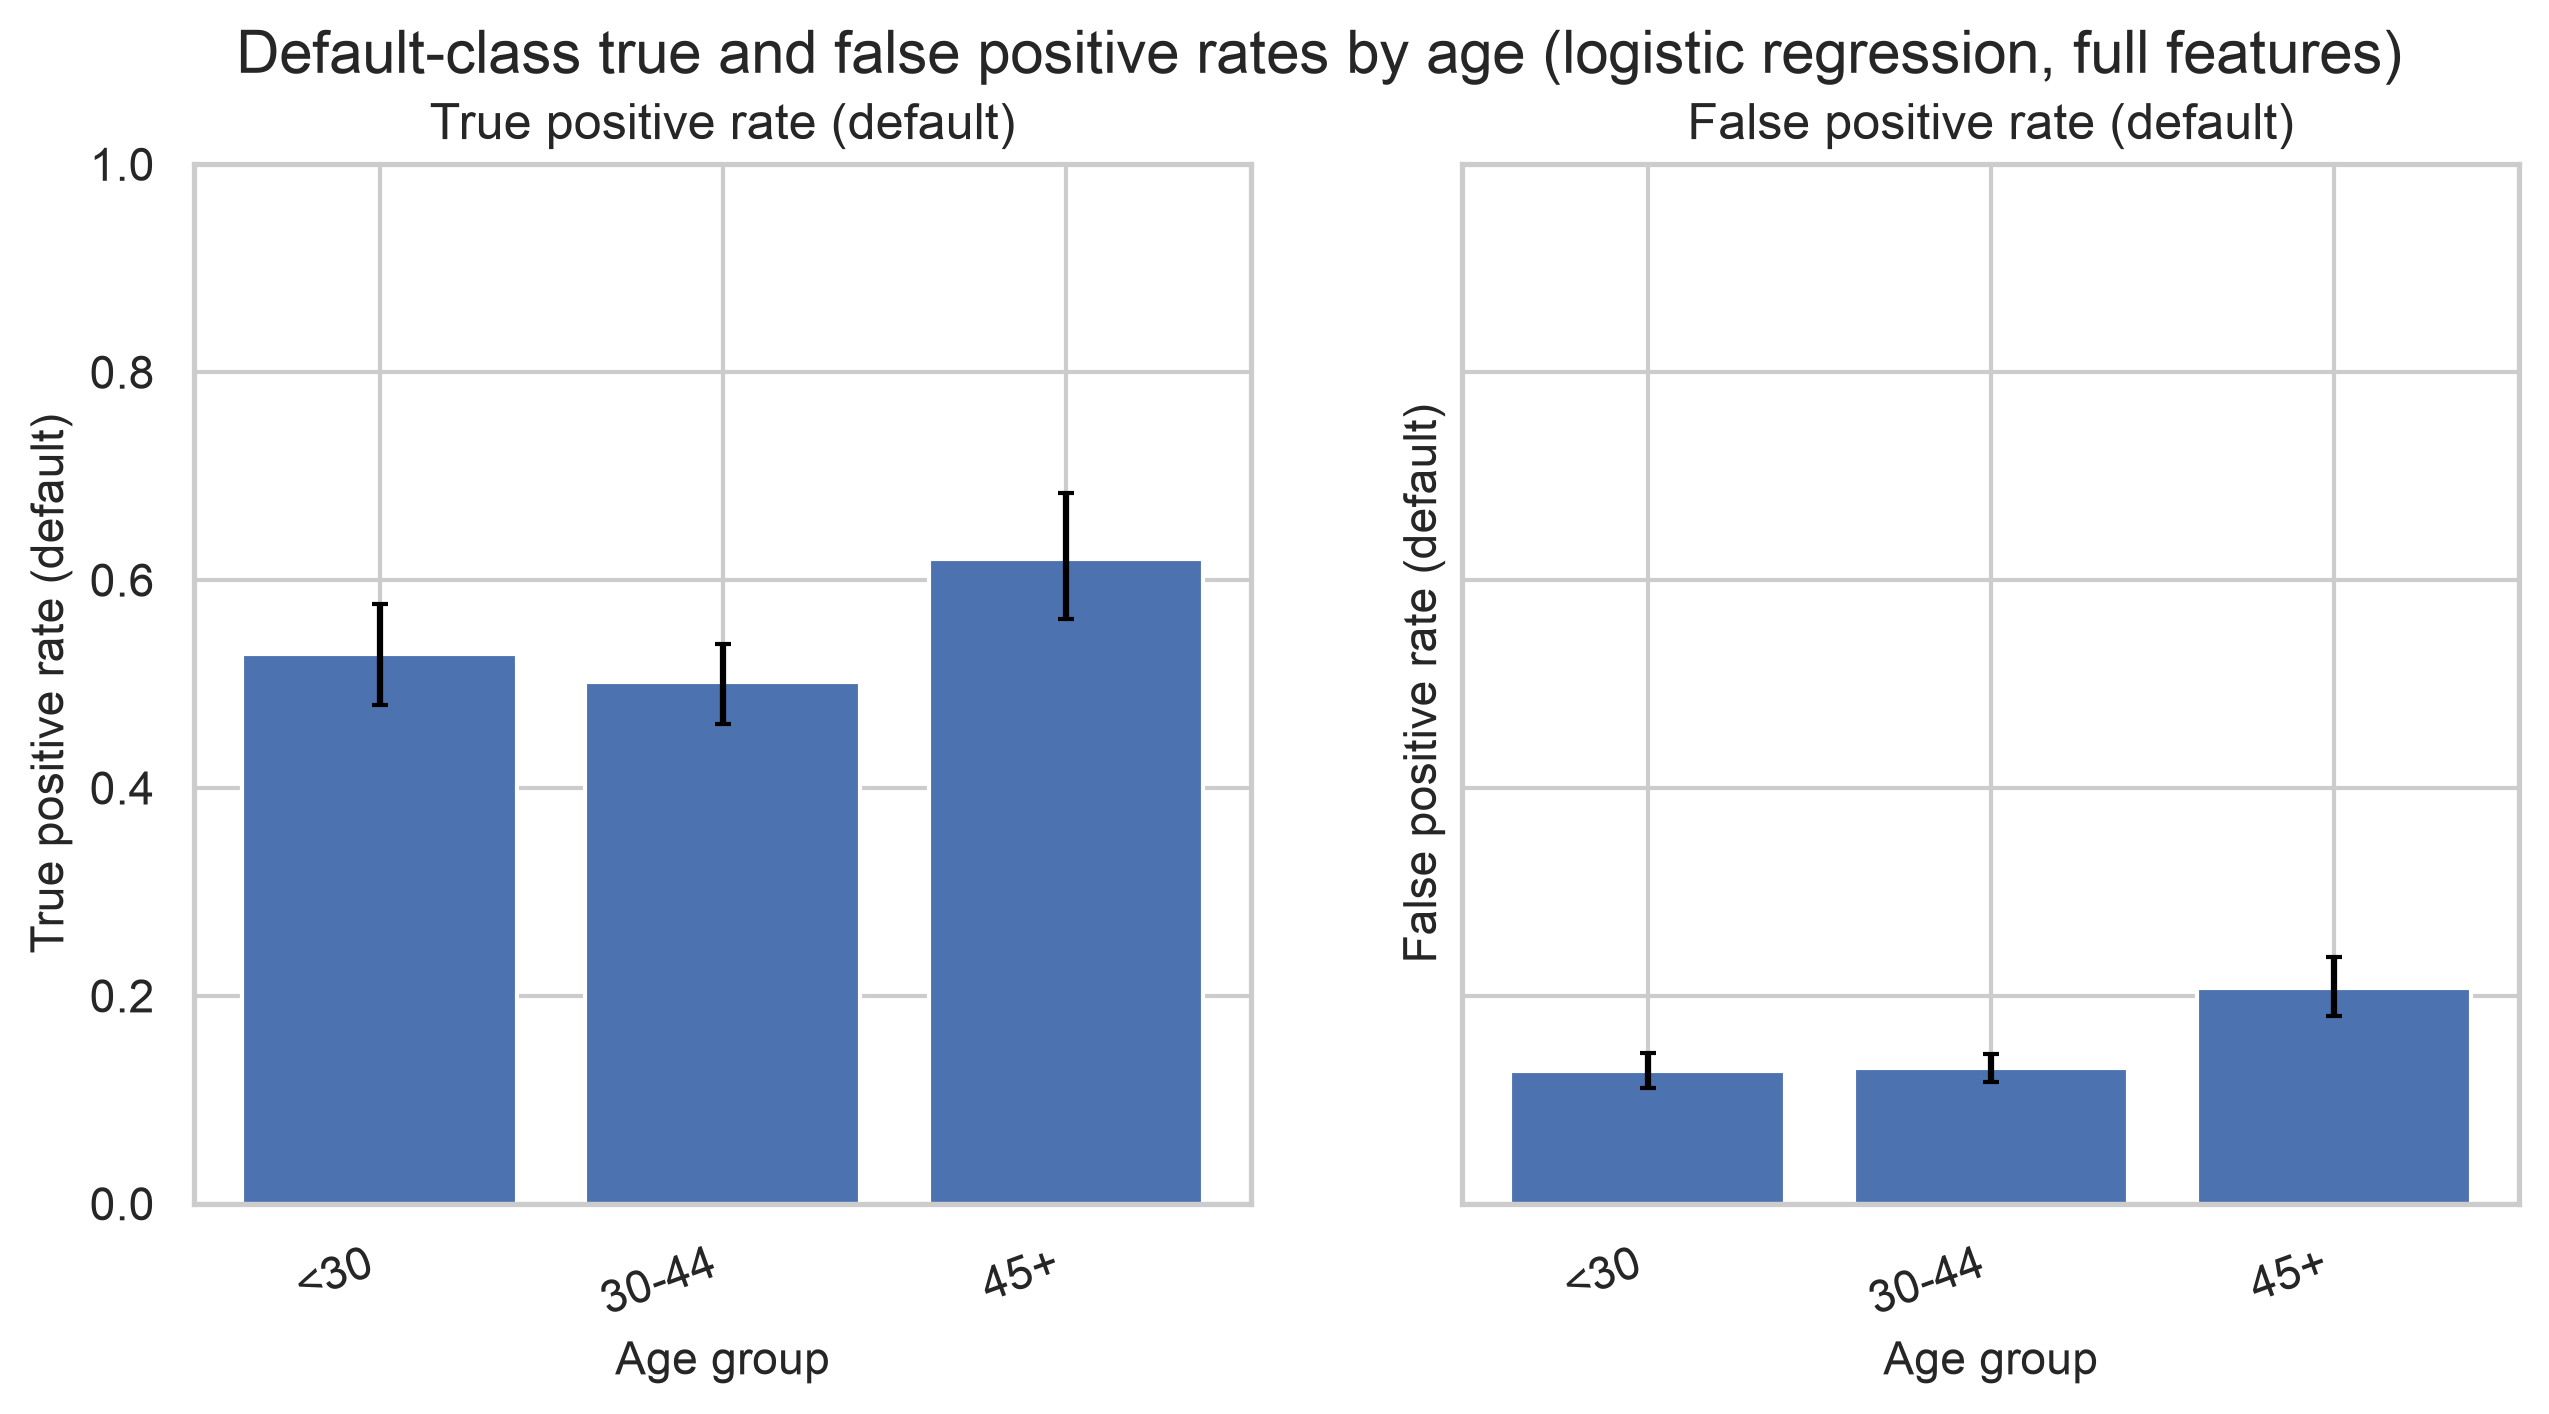 Default-class true and false positive rates by age (logistic regression, full features)
True positive rate (default)
True positive rate (default)
1.0
0.8
0.6
0.4
0.2
0.0
<30
30-44
45+
Age group
False positive rate (default)
False positive rate (default)
<30
30-44
45+
Age group